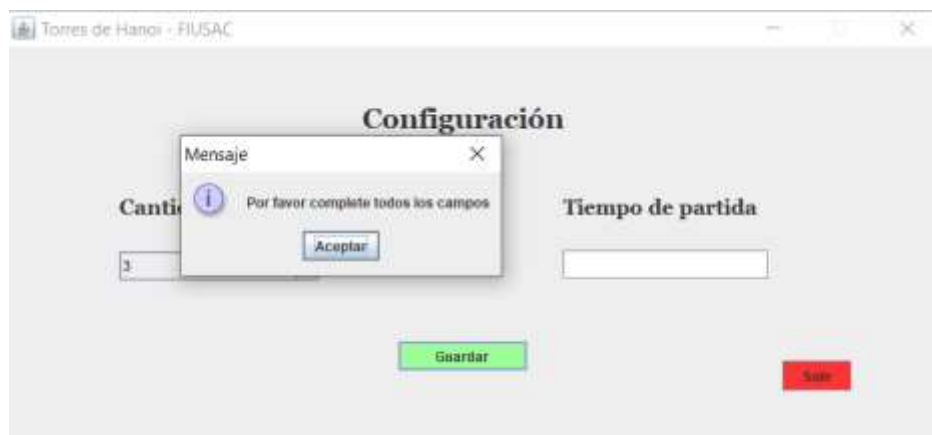 Torres de Hanoi - FIUSAC
Configuración
Mensaje
Por favor complete todos los campos
Aceptar
Canti
Tiempo de partida
3
Guardar
Salir